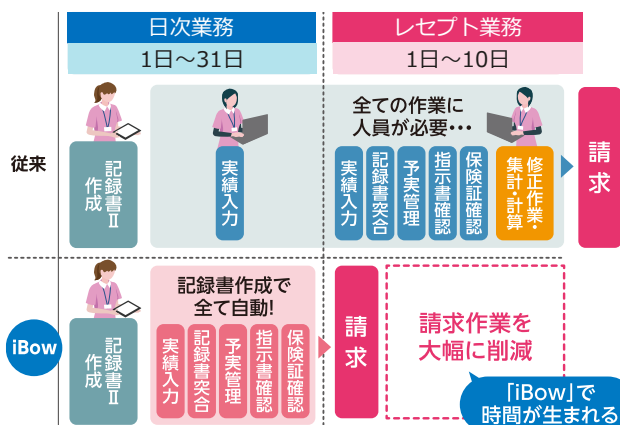 日次業務
レセプト業務
1日～31日
1日～10日
従来
記録書Ⅱ
作成
実績入力
全ての作業に
人員が必要･･･
実績入力
記録書突合
予実管理
指示書確認
保険証確認
修正作業・
集計・計算
請求
iBow
記録書Ⅱ
作成
記録書作成で
全て自動!
実績入力
記録書突合
予実管理
指示書確認
保険証確認
請求
請求作業を
大幅に削減
「iBow」で
時間が生まれる